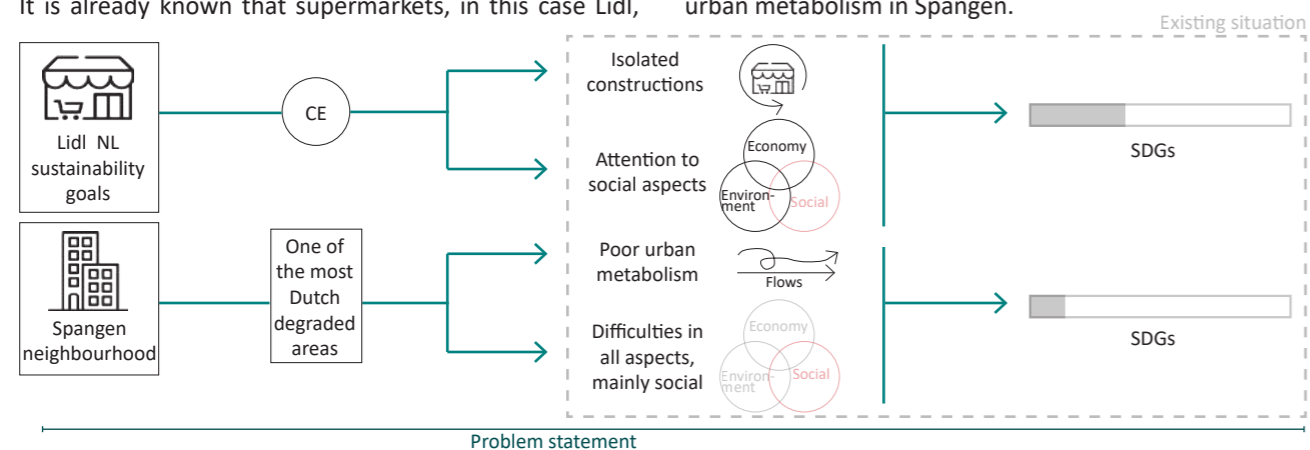 It is already known that supermarkets, in this case Lidl,
urban metabolism in Spangen.
Existing situation
Lidl NL
sustainability
goals
CE
Isolated
constructions
Attention to
social aspects
Economy
Environ-
ment
Social
SDGs
Spangen
neighbourhood
One of
the most
Dutch
degraded
areas
Poor urban
metabolism
Flows
Difficulties in
all aspects,
mainly social
Economy
Environ-
ment
Social
SDGs
Problem statement